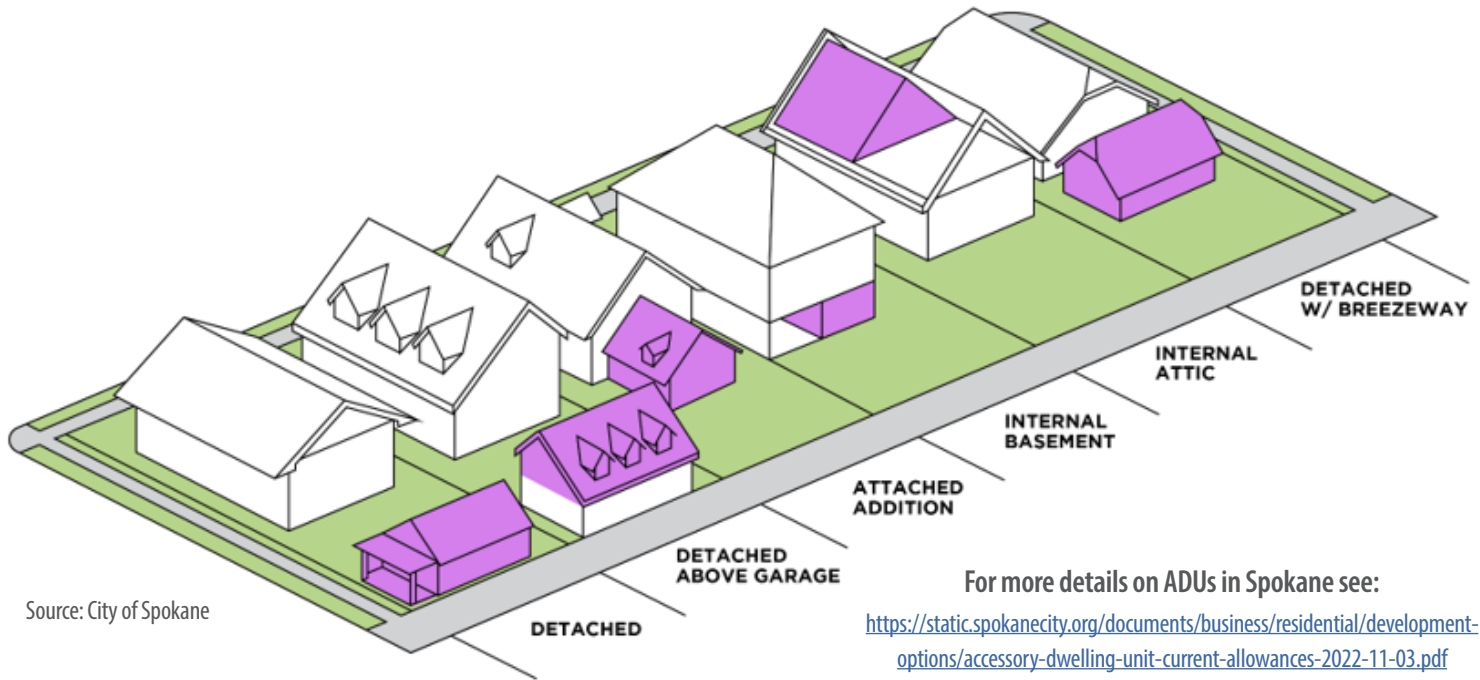 DETACHED
W/ BREEZEWAY
INTERNAL
ATTIC
INTERNAL
BASEMENT
ATTACHED
ADDITION
DETACHED
ABOVE GARAGE
DETACHED
Source: City of Spokane
For more details on ADUs in Spokane see:
https://static.spokanecity.org/documents/business/residential/development-
options/accessory-dwelling-unit-current-allowances-2022-11-03.pdf